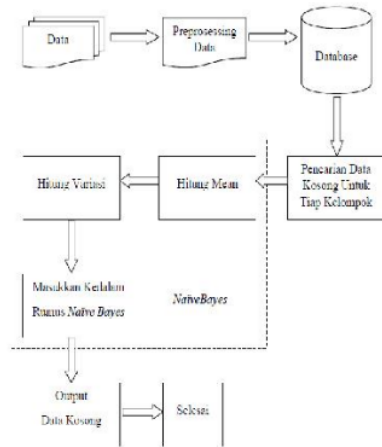 Data
Preprosessing
Data
Database
Pencarian Data
Kosong Untuk
Tiap Kelompok
Hitung Mean
Hitung Variasi
Masukkan Kedalam
Rumus Naive Bayes
NaiveBayes
Output
Data Kosong
Selesai